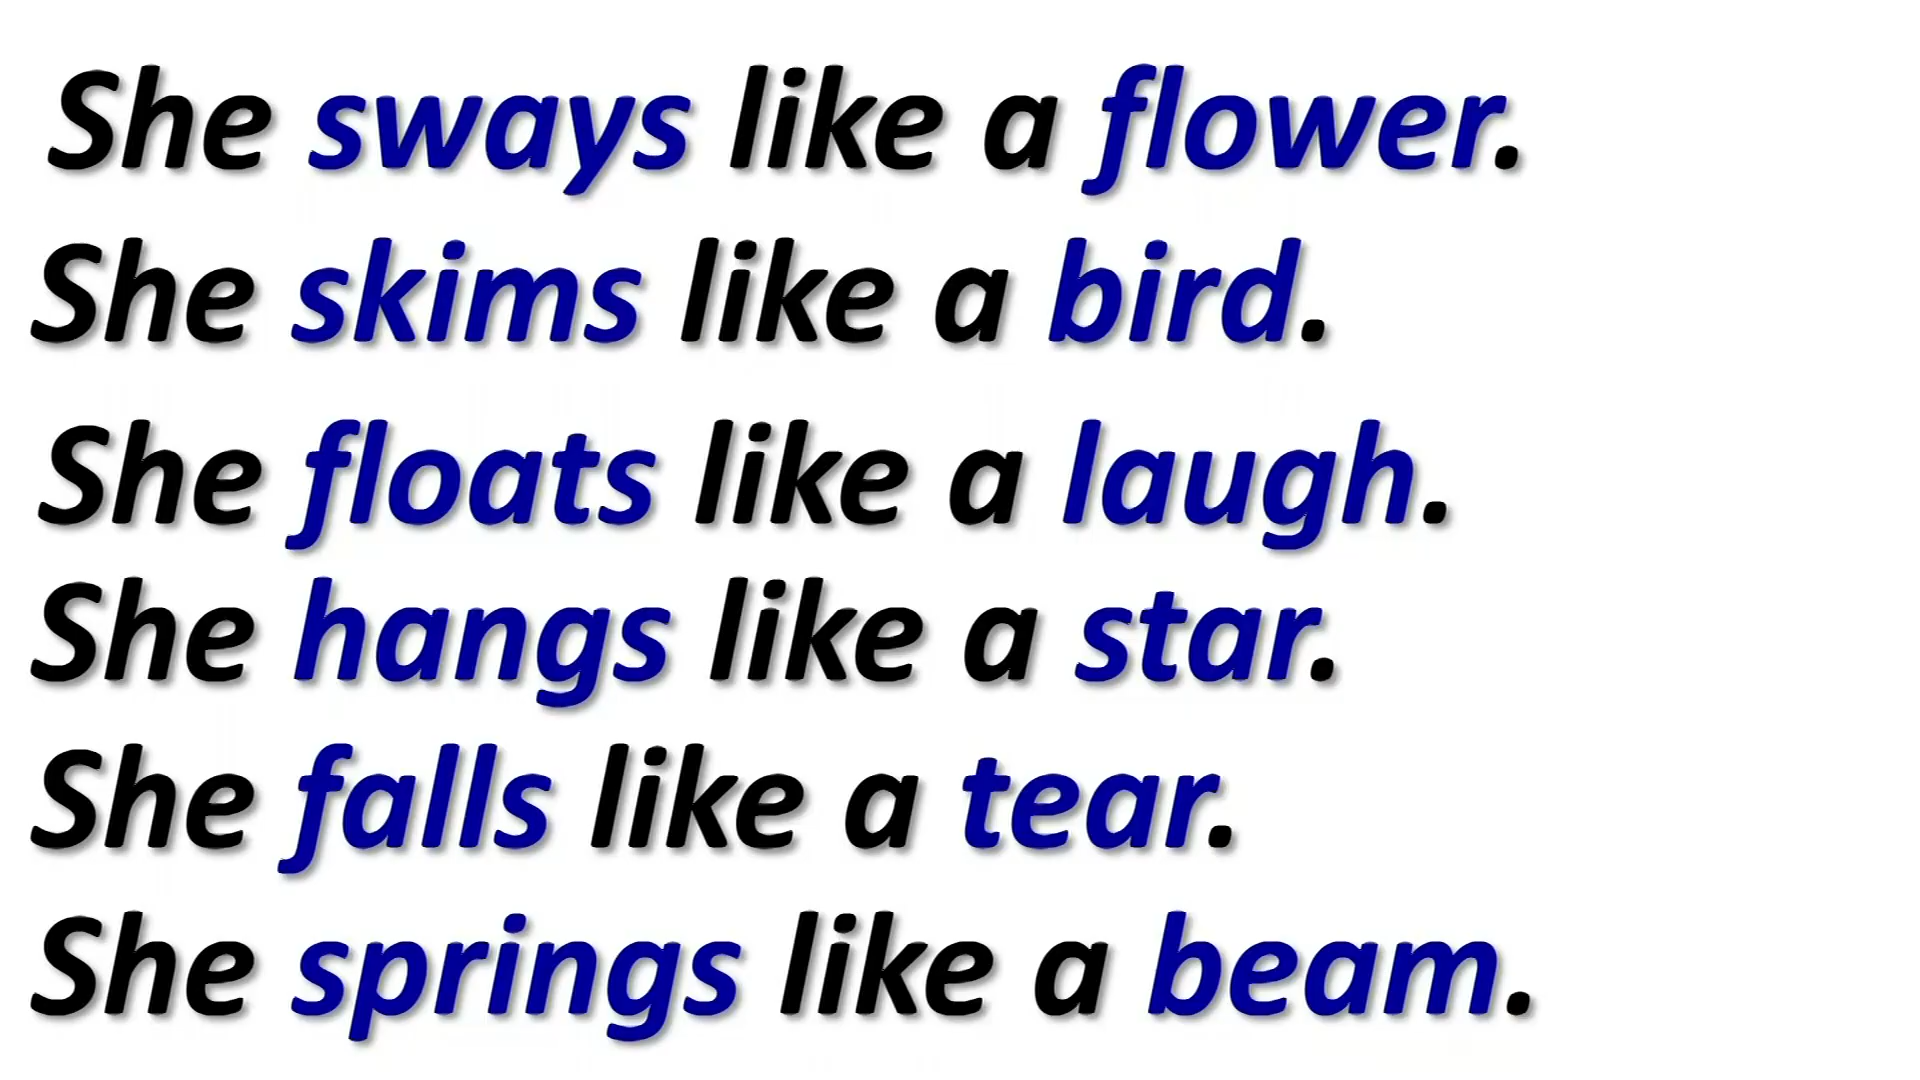 She sways like a flower.
She skims like a bird.
She floats like a laugh.
She hangs like a star.
She falls like a tear.
She springs like a beam.